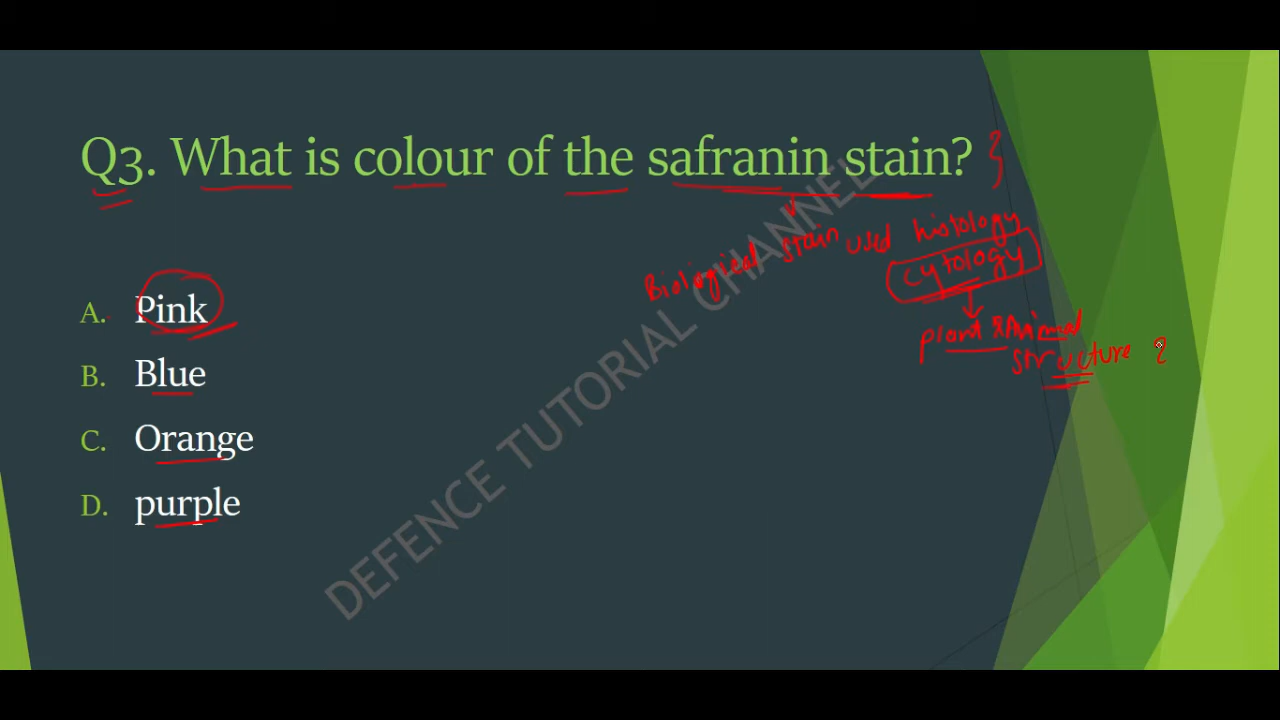 Q3. What is colour of the safranin stain?
Biological stain used histology
cytology
plant & Animal
structure
A. Pink
B. Blue
C. Orange
D. purple
DEFENCE TUTORIAL CHANNEL